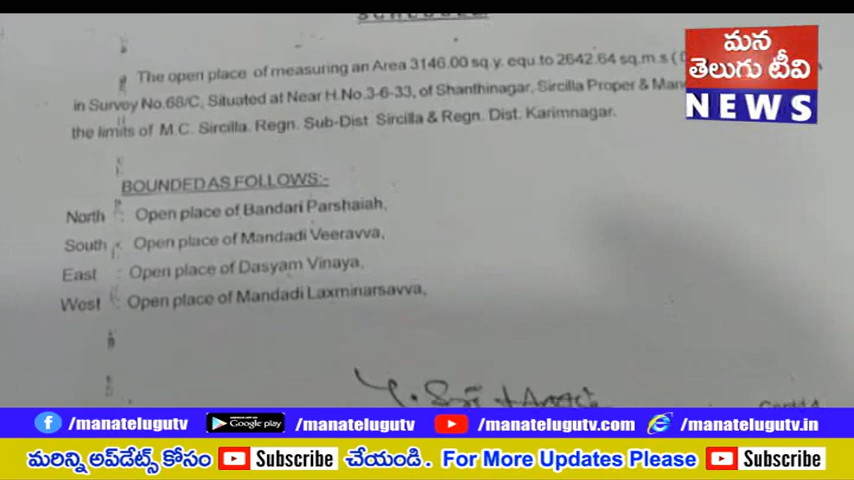 SCHEDULE:
The open place of measuring an Area 3146.00 sq.y. equ.to 2642.64 sq.m.s (
in Survey No.68/C, Situated at Near H.No.3-6-33, of Shanthinagar, Sircilla Proper & Man
the limits of M.C. Sircilla. Regn. Sub-Dist. Sircilla & Regn. Dist. Karimnagar.
BOUNDED AS FOLLOWS:-
North : Open place of Bandari Parshaiah,
South : Open place of Mandadi Veeravva,
East : Open place of Dasyam Vinaya,
West : Open place of Mandadi Laxminarsavva,
మన
తెలుగు టీవి
NEWS
/manatelugutv Google play /manatelugutv /manatelugutv.com /manatelugutv.in
మరిన్ని అప్‌డేట్స్ కోసం Subscribe చేయండి. For More Updates Please Subscribe